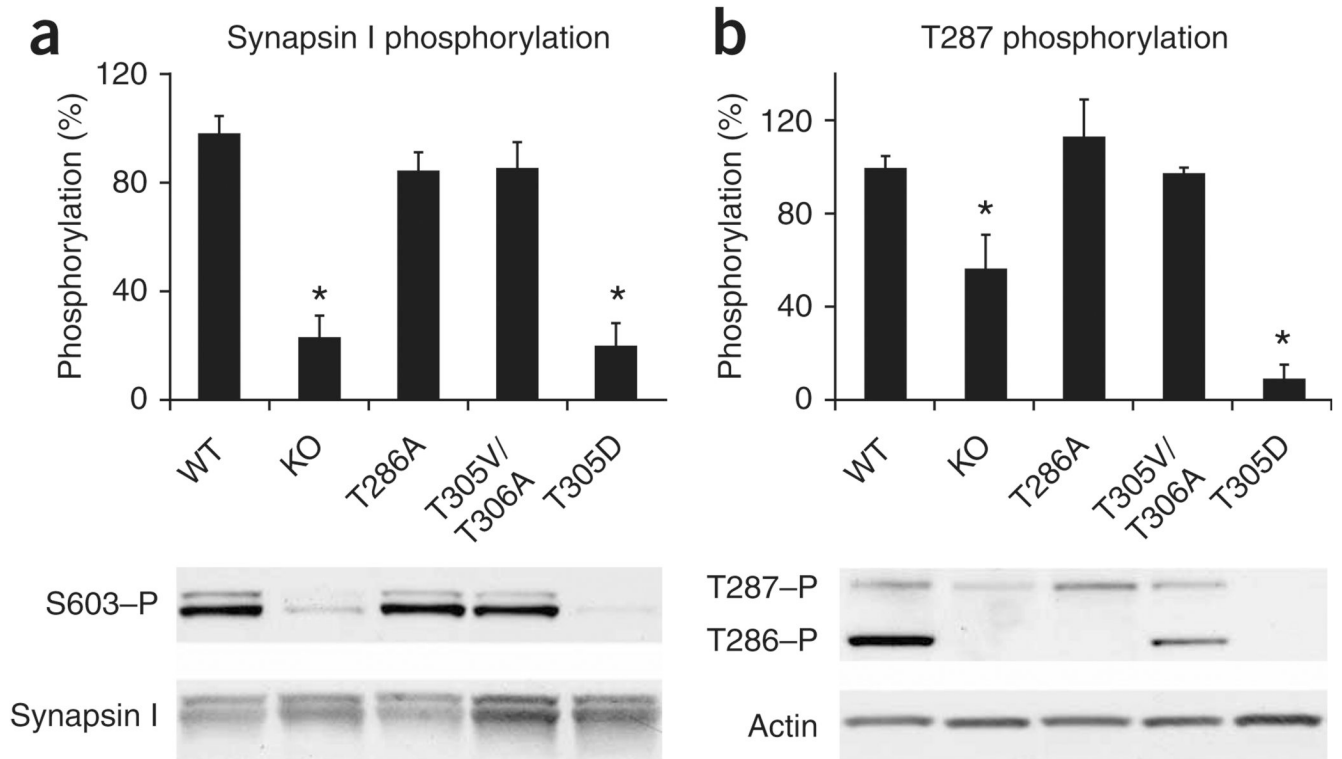 a
Synapsin I phosphorylation
Phosphorylation (%)
120
80
40
0
*
*
WT
KO
T286A
T305V/
T306A
T305D
S603–P
Synapsin I
b
T287 phosphorylation
Phosphorylation (%)
120
80
40
0
*
*
WT
KO
T286A
T305V/
T306A
T305D
T287–P
T286–P
Actin